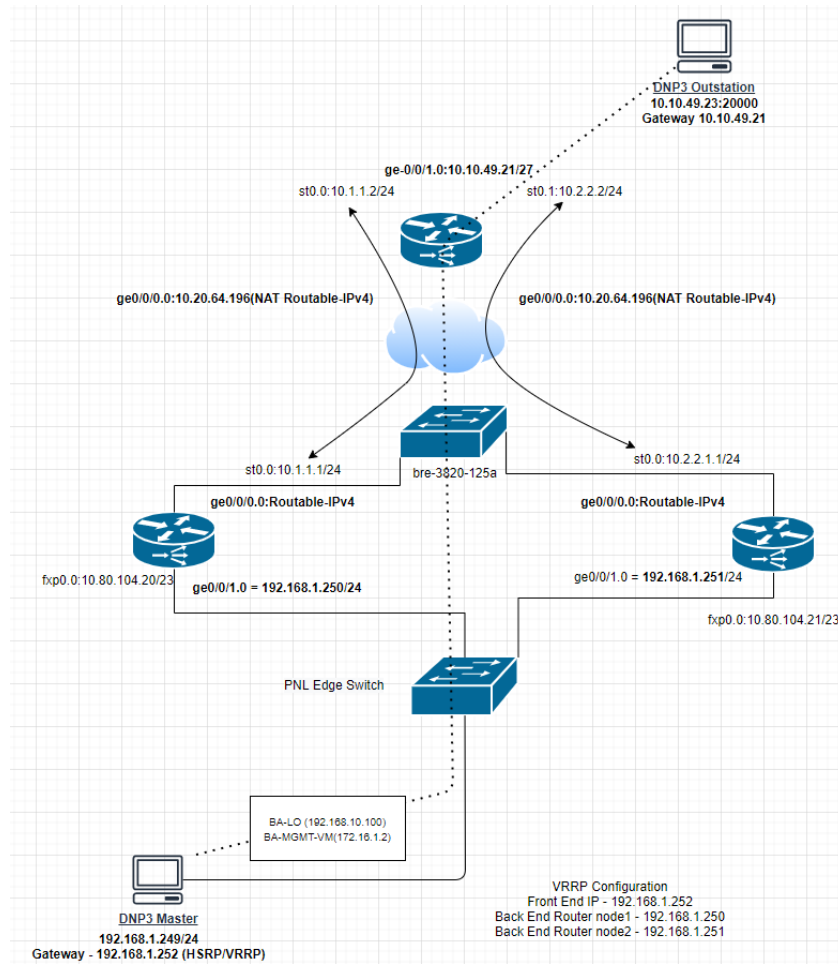 DNP3 Outstation
10.10.49.23:20000
Gateway 10.10.49.21
ge-0/0/1.0:10.10.49.21/27
st0.0:10.1.1.2/24
st0.1:10.2.2.2/24
ge0/0/0.0:10.20.64.196(NAT Routable-IPv4)
ge0/0/0.0:10.20.64.196(NAT Routable-IPv4)
st0.0:10.1.1.1/24
st0.0:10.2.2.1.1/24
bre-3820-125a
ge0/0/0.0:Routable-IPv4
ge0/0/0.0:Routable-IPv4
fxp0.0:10.80.104.20/23
ge0/0/1.0 = 192.168.1.250/24
ge0/0/1.0 = 192.168.1.251/24
fxp0.0:10.80.104.21/23
PNL Edge Switch
BA-LO (192.168.10.100)
BA-MGMT-VM(172.16.1.2)
DNP3 Master
192.168.1.249/24
Gateway - 192.168.1.252 (HSRP/VRRP)
VRRP Configuration
Front End IP - 192.168.1.252
Back End Router node1 - 192.168.1.250
Back End Router node2 - 192.168.1.251